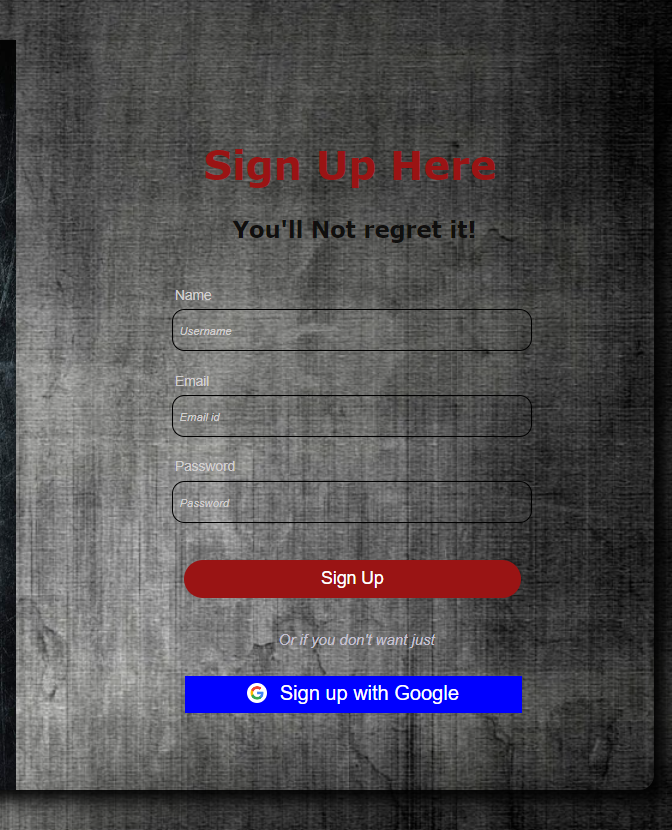 Sign Up Here
You'll Not regret it!
Name
Username
Email
Email id
Password
Password
Sign Up
Or if you don't want just
Sign up with Google